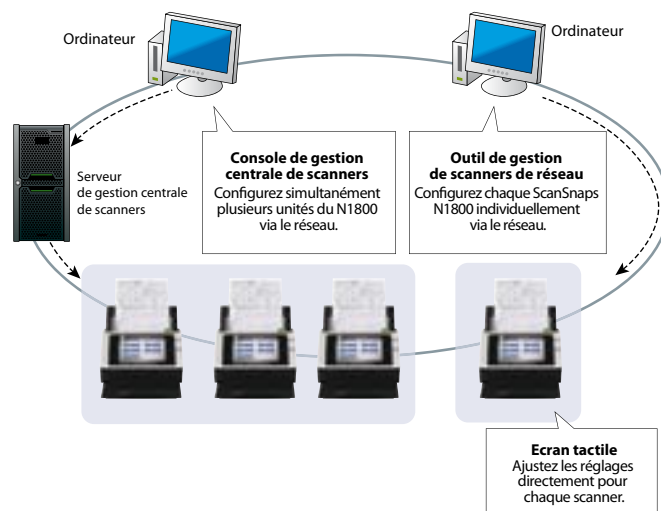 Ordinateur
Ordinateur
Console de gestion
centrale de scanners
Configurez simultanément
plusieurs unités du N1800
via le réseau.
Outil de gestion
de scanners de réseau
Configurez chaque ScanSnaps
N1800 individuellement
via le réseau.
Serveur
de gestion centrale
de scanners
Ecran tactile
Ajustez les réglages
directement pour
chaque scanner.